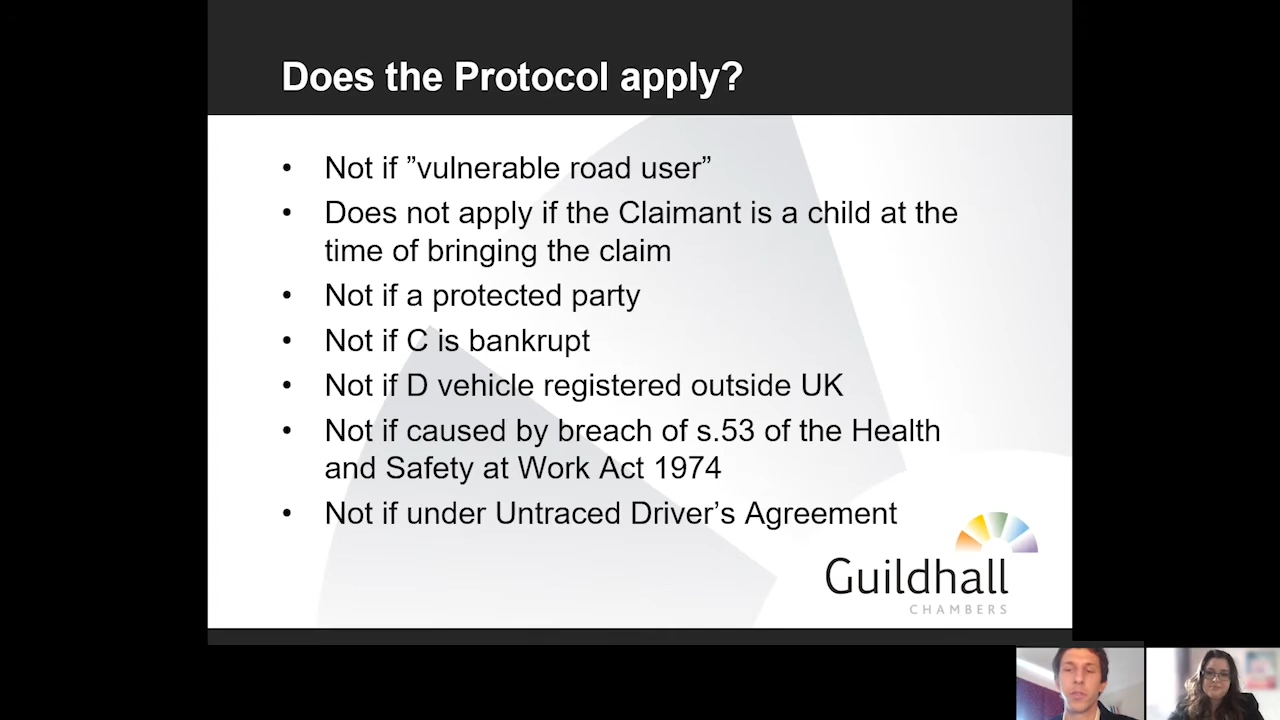 Does the Protocol apply?
• Not if ”vulnerable road user”
• Does not apply if the Claimant is a child at the
time of bringing the claim
• Not if a protected party
• Not if C is bankrupt
• Not if D vehicle registered outside UK
• Not if caused by breach of s.53 of the Health
and Safety at Work Act 1974
• Not if under Untraced Driver’s Agreement
Guildhall
CHAMBERS